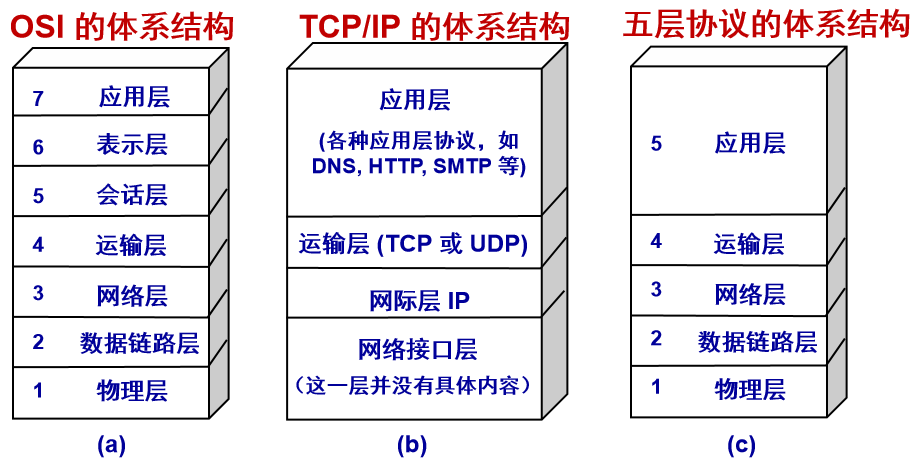 OSI 的体系结构
7 应用层
6 表示层
5 会话层
4 运输层
3 网络层
2 数据链路层
1 物理层
(a)
TCP/IP 的体系结构
应用层
(各种应用层协议，如
DNS, HTTP, SMTP 等)
运输层 (TCP 或 UDP)
网际层 IP
网络接口层
（这一层并没有具体内容）
(b)
五层协议的体系结构
5 应用层
4 运输层
3 网络层
2 数据链路层
1 物理层
(c)